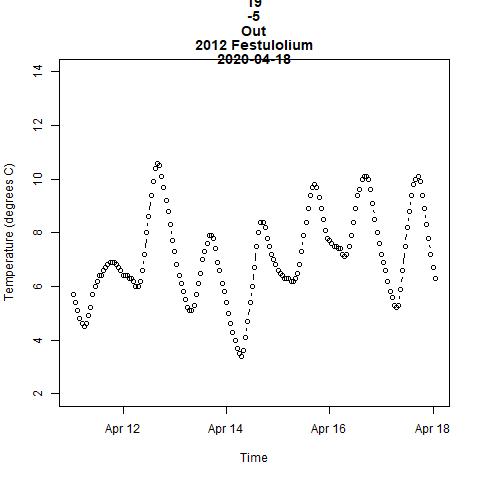 19
-5
Out
2012 Festulolium
2020-04-18
14
12
10
8
6
4
2
Temperature (degrees C)
Apr 12 Apr 14 Apr 16 Apr 18
Time